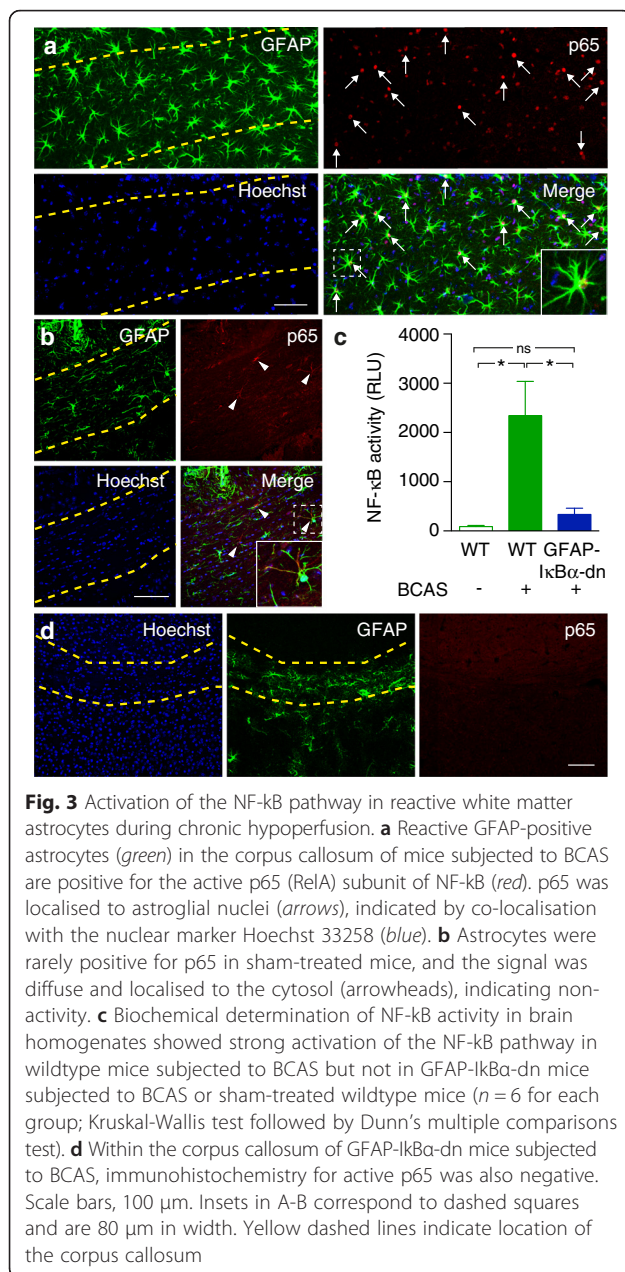 a
GFAP
p65
Hoechst
Merge
b
GFAP
p65
Hoechst
Merge
c
NF-κB activity (RLU)
4000
3000
2000
1000
0
ns
*
*
WT
WT
GFAP-
IκBα-dn
BCAS
-
+
+
d
Hoechst
GFAP
p65
Fig. 3 Activation of the NF-kB pathway in reactive white matter
astrocytes during chronic hypoperfusion. a Reactive GFAP-positive
astrocytes (green) in the corpus callosum of mice subjected to BCAS
are positive for the active p65 (RelA) subunit of NF-kB (red). p65 was
localised to astroglial nuclei (arrows), indicated by co-localisation
with the nuclear marker Hoechst 33258 (blue). b Astrocytes were
rarely positive for p65 in sham-treated mice, and the signal was
diffuse and localised to the cytosol (arrowheads), indicating non-
activity. c Biochemical determination of NF-kB activity in brain
homogenates showed strong activation of the NF-kB pathway in
wildtype mice subjected to BCAS but not in GFAP-IkBα-dn mice
subjected to BCAS or sham-treated wildtype mice (n = 6 for each
group; Kruskal-Wallis test followed by Dunn's multiple comparisons
test). d Within the corpus callosum of GFAP-IkBα-dn mice subjected
to BCAS, immunohistochemistry for active p65 was also negative.
Scale bars, 100 μm. Insets in A-B correspond to dashed squares
and are 80 μm in width. Yellow dashed lines indicate location of
the corpus callosum